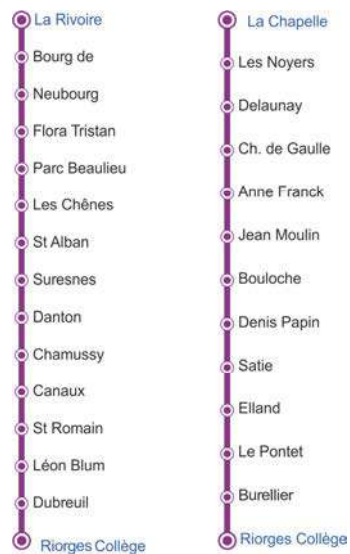 La Rivoire
Bourg de
Neubourg
Flora Tristan
Parc Beaulieu
Les Chênes
St Alban
Suresnes
Danton
Chamussy
Canaux
St Romain
Léon Blum
Dubreuil
Riorges Collège
La Chapelle
Les Noyers
Delaunay
Ch. de Gaulle
Anne Franck
Jean Moulin
Bouloche
Denis Papin
Satie
Elland
Le Pontet
Burellier
Riorges Collège